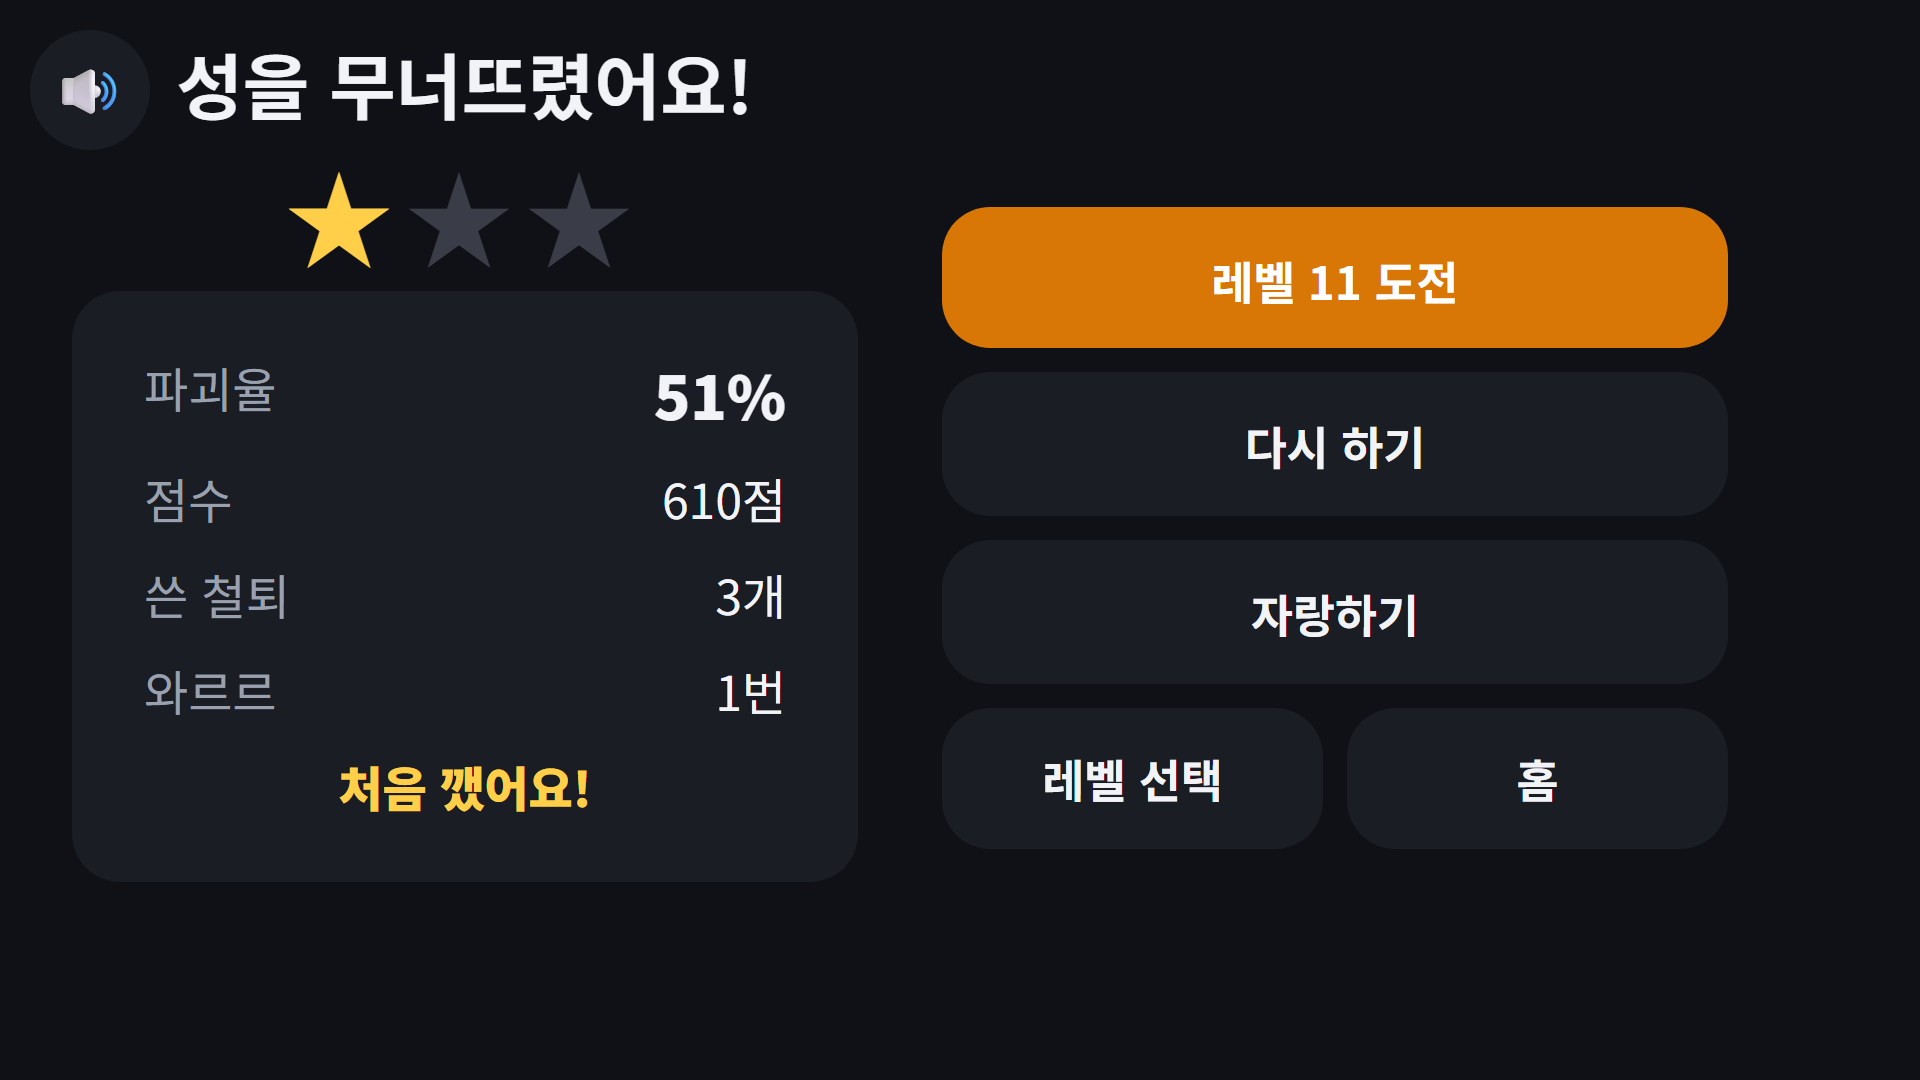 성을 무너뜨렸어요!
파괴율 51%
점수 610점
쓴 철퇴 3개
와르르 1번
처음 깼어요!
레벨 11 도전
다시 하기
자랑하기
레벨 선택
홈